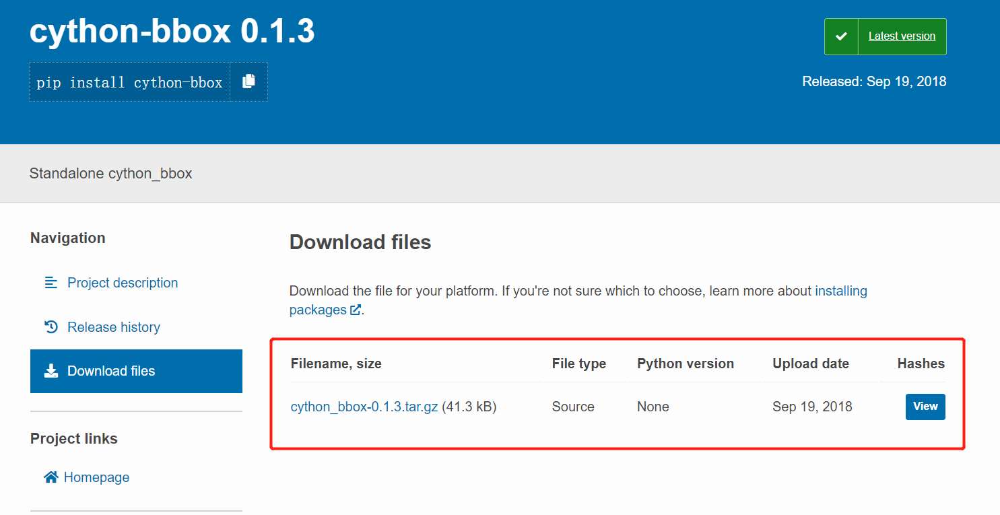 cython-bbox 0.1.3
Latest version
pip install cython-bbox
Released: Sep 19, 2018
Standalone cython_bbox
Navigation
Project description
Release history
Download files
Project links
Homepage
Download files
Download the file for your platform. If you're not sure which to choose, learn more about installing
packages.
Filename, size File type Python version Upload date Hashes
cython_bbox-0.1.3.tar.gz (41.3 kB) Source None Sep 19, 2018 View